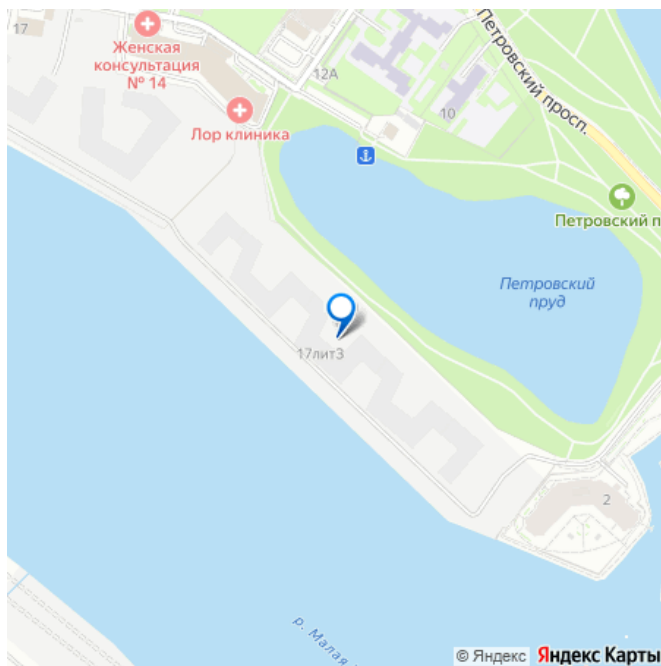 17
Женская
консультация
№ 14
12А
Лор клиника
Петровский просп.
10
Петровский п
Петровский
пруд
17лит3
2
р. Малая
© Яндекс Яндекс Карты